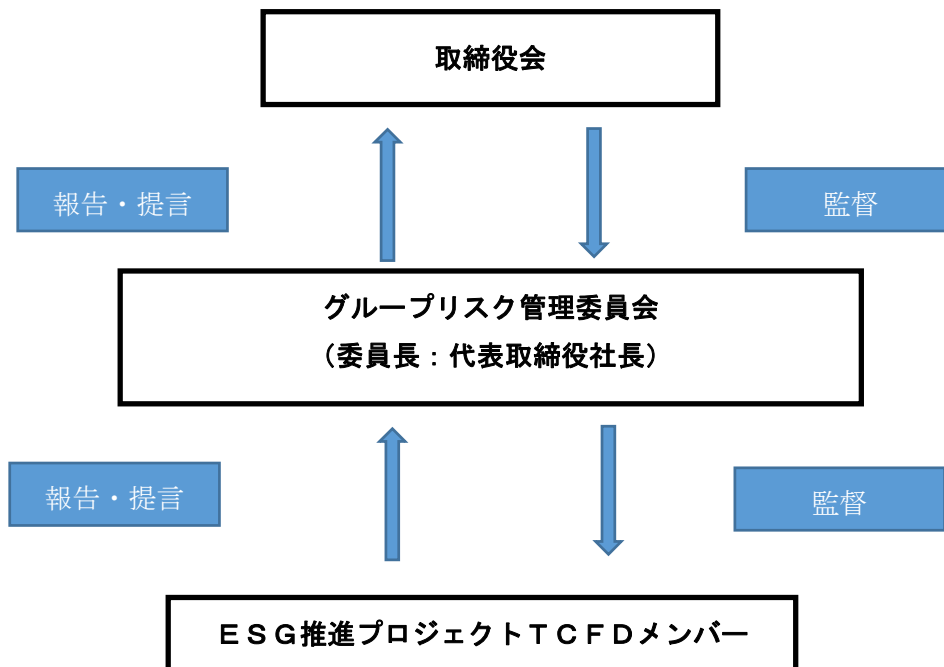 取締役会
報告・提言
監督
グループリスク管理委員会
（委員長：代表取締役社長）
報告・提言
監督
ＥＳＧ推進プロジェクトＴＣＦＤメンバー